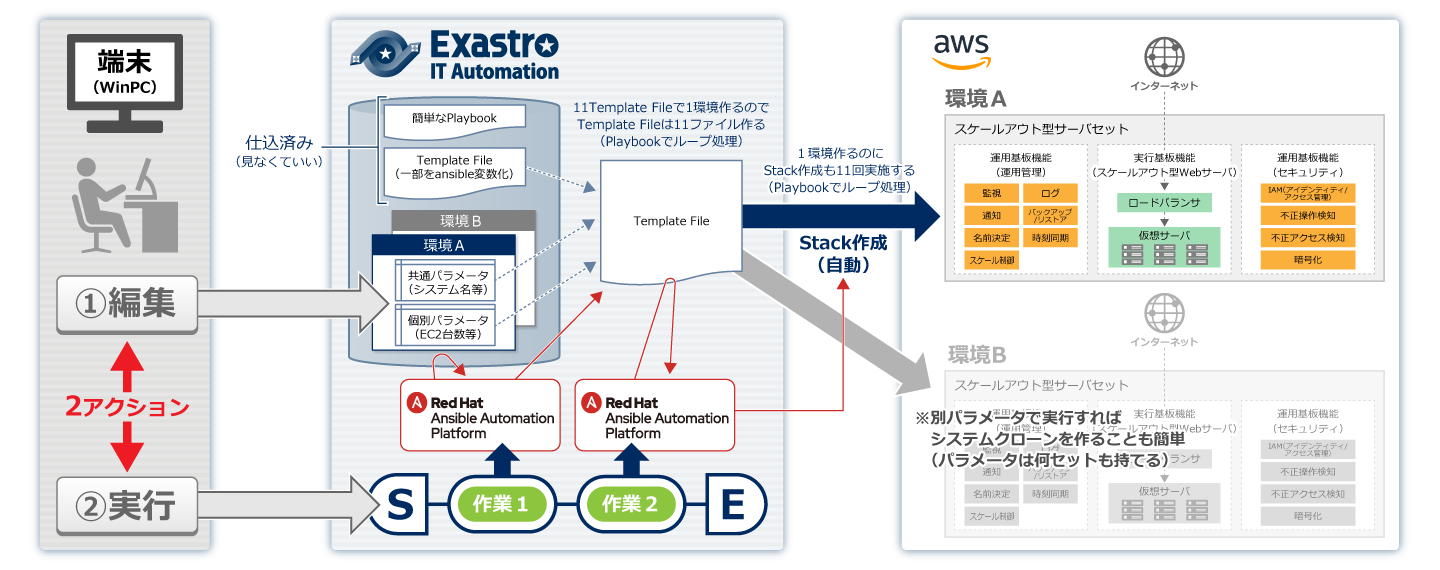 端末
（WinPC）
①編集
2アクション
②実行
Exastro
IT Automation
仕込済み
（見なくていい）
簡単なPlaybook
Template File
（一部をansible変数化）
環境B
環境A
共通パラメータ
（システム名等）
個別パラメータ
（EC2台数等）
11Template Fileで1環境作るので
Template Fileは11ファイル作る
（Playbookでループ処理）
Template File
1環境作るのに
Stack作成も11回実施する
（Playbookでループ処理）
Stack作成
（自動）
Red Hat
Ansible Automation
Platform
Red Hat
Ansible Automation
Platform
S
作業1
作業2
E
aws
インターネット
環境A
スケールアウト型サーバセット
運用基板機能
（運用管理）
監視
ログ
通知
バックアップ
/リストア
名前決定
時刻同期
スケール制御
実行基板機能
（スケールアウト型Webサーバ）
ロードバランサ
仮想サーバ
運用基板機能
（セキュリティ）
IAM(アイデンティティ/
アクセス管理)
不正操作検知
不正アクセス検知
暗号化
インターネット
環境B
スケールアウト型サーバセット
※別パラメータで実行すれば
システムクローンを作ることも簡単
（パラメータは何セットも持てる）
（運用管理）
監視
ログ
通知
/リストア
名前決定
時刻同期
スケール制御
実行基板機能
（スケールアウト型Webサーバ）
仮想サーバ
運用基板機能
（セキュリティ）
IAM(アイデンティティ/
アクセス管理)
不正操作検知
不正アクセス検知
暗号化